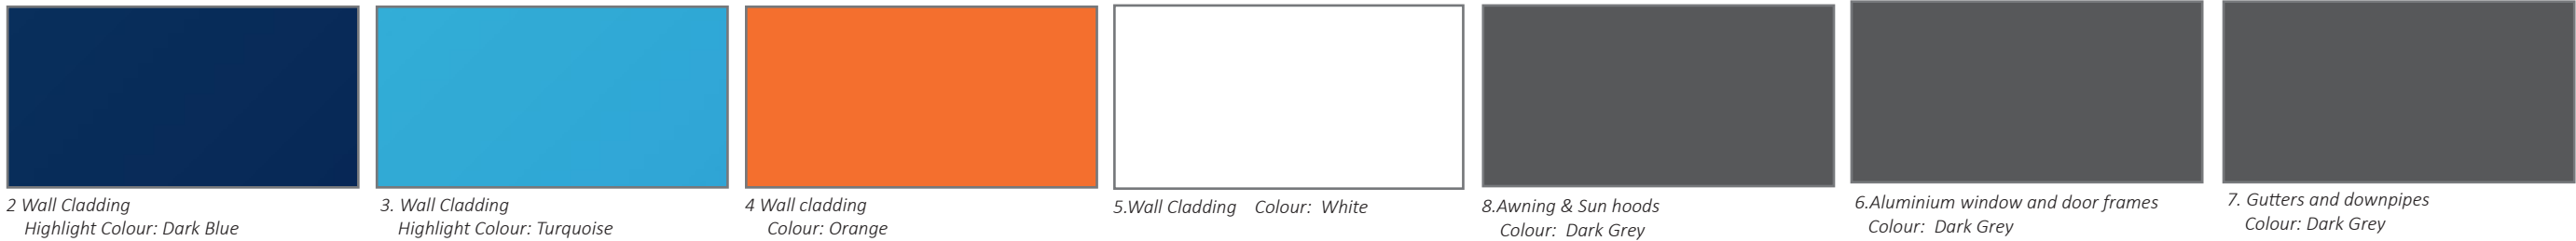 2 Wall Cladding
Highlight Colour: Dark Blue
3. Wall Cladding
Highlight Colour: Turquoise
4 Wall cladding
Colour: Orange
5.Wall Cladding    Colour:  White
8.Awning & Sun hoods
Colour:  Dark Grey
6.Aluminium window and door frames
Colour:  Dark Grey
7. Gutters and downpipes
Colour: Dark Grey